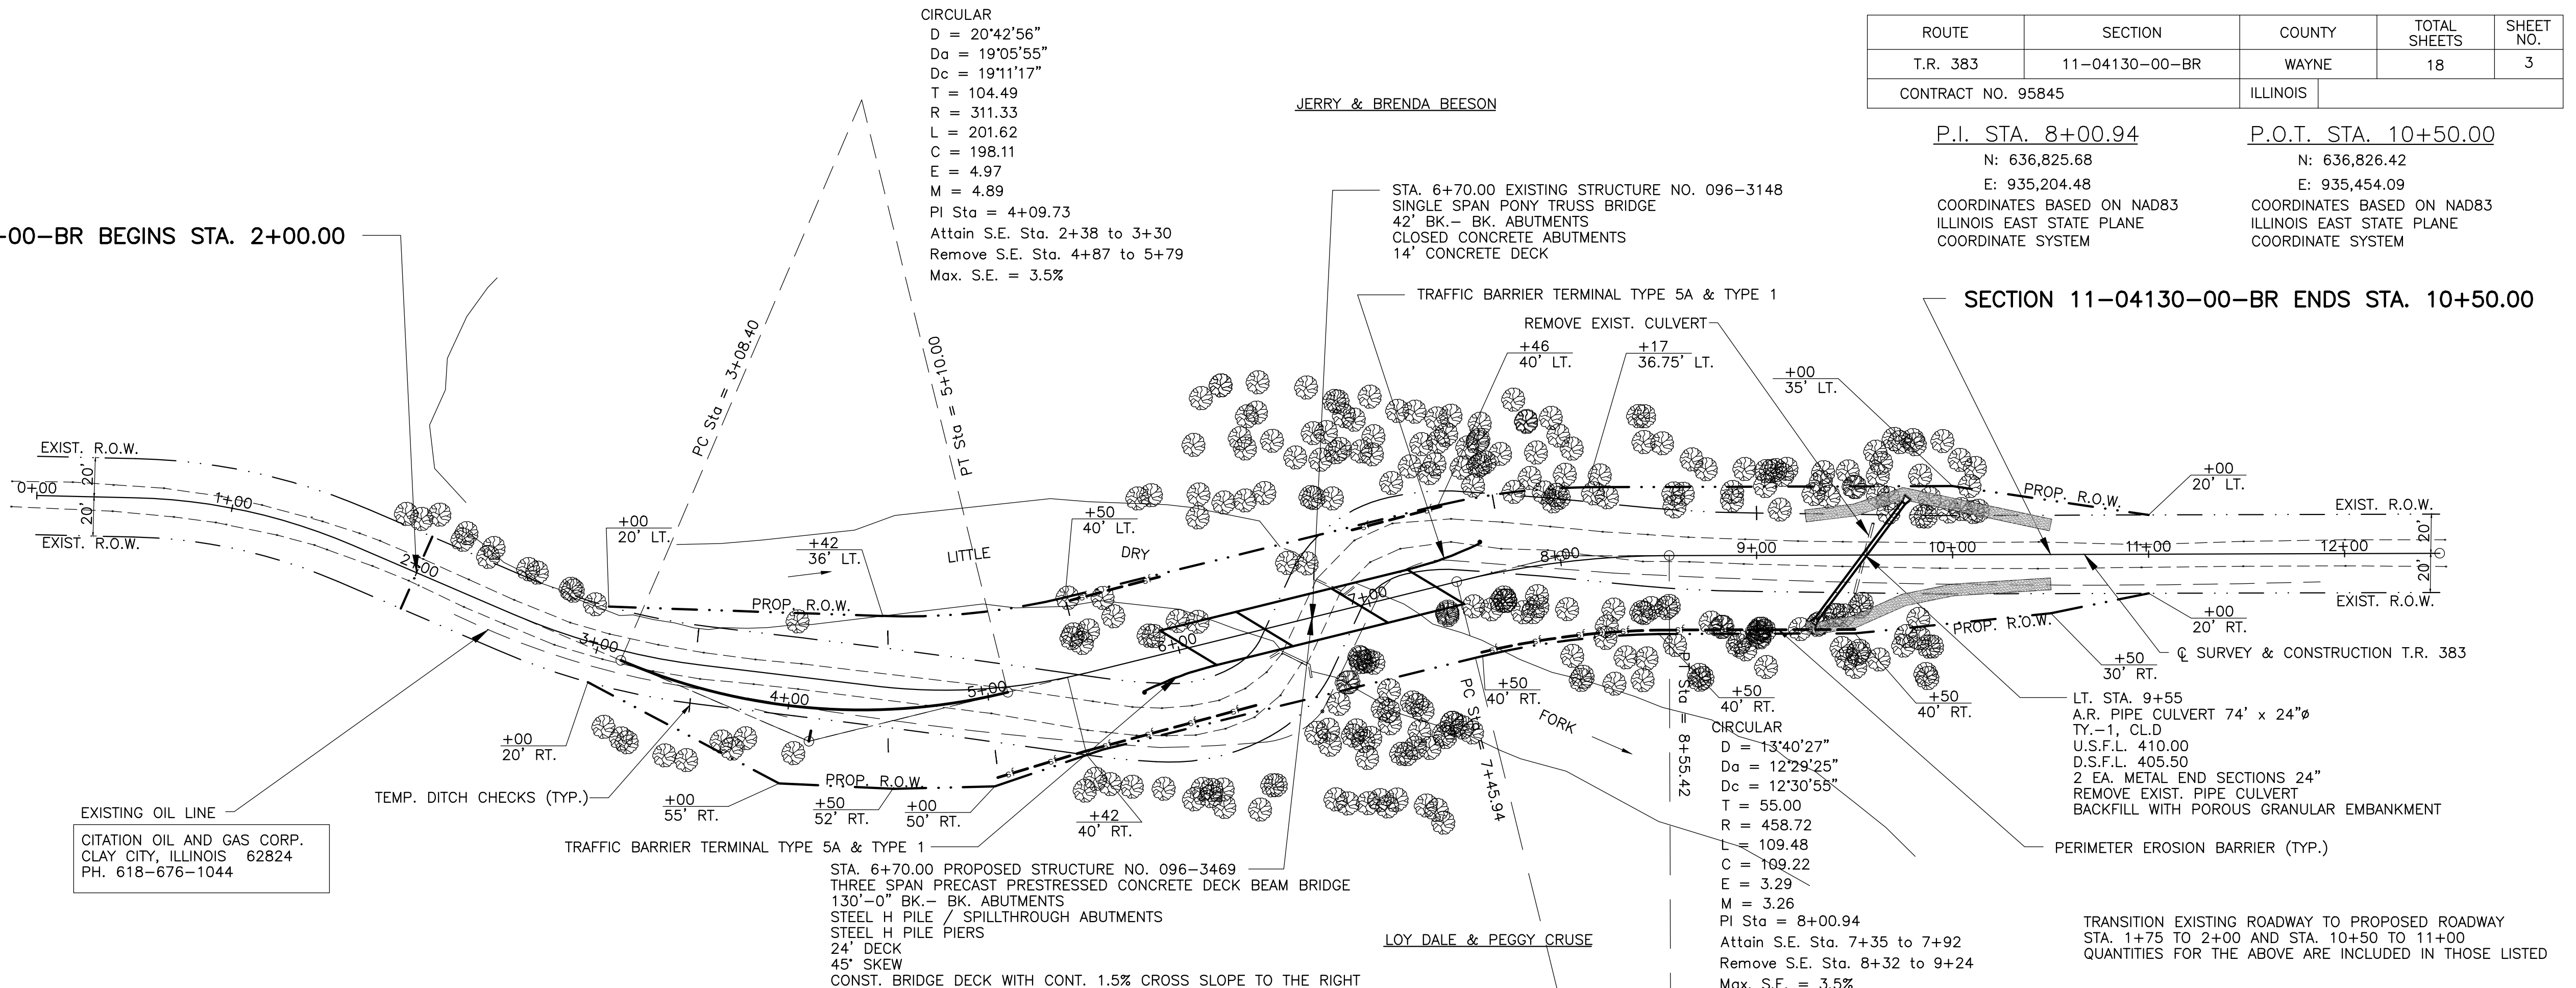 CIRCULAR
D = 20°42'56"
Da = 19°05'55"
Dc = 19°11'17"
T = 104.49
R = 311.33
L = 201.62
C = 198.11
E = 4.97
M = 4.89
PI Sta = 4+09.73
Attain S.E. Sta. 2+38 to 3+30
Remove S.E. Sta. 4+87 to 5+79
Max. S.E. = 3.5%
JERRY & BRENDA BEESON
ROUTE SECTION COUNTY TOTAL SHEETS SHEET NO.
T.R. 383 11-04130-00-BR WAYNE 18 3
CONTRACT NO. 95845 ILLINOIS
P.I. STA. 8+00.94
N: 636,825.68
E: 935,204.48
COORDINATES BASED ON NAD83
ILLINOIS EAST STATE PLANE
COORDINATE SYSTEM
P.O.T. STA. 10+50.00
N: 636,826.42
E: 935,454.09
COORDINATES BASED ON NAD83
ILLINOIS EAST STATE PLANE
COORDINATE SYSTEM
-00-BR BEGINS STA. 2+00.00
STA. 6+70.00 EXISTING STRUCTURE NO. 096-3148
SINGLE SPAN PONY TRUSS BRIDGE
42' BK.- BK. ABUTMENTS
CLOSED CONCRETE ABUTMENTS
14' CONCRETE DECK
TRAFFIC BARRIER TERMINAL TYPE 5A & TYPE 1
REMOVE EXIST. CULVERT
SECTION 11-04130-00-BR ENDS STA. 10+50.00
PC Sta = 3+08.40
PT Sta = 5+10.00
+46
40' LT.
+17
36.75' LT.
+00
35' LT.
+00
20' LT.
EXIST. R.O.W.
20'
20'
EXIST. R.O.W.
0+00
1+00
2+00
3+00
4+00
5+00
6+00
7+00
8+00
9+00
10+00
11+00
12+00
+00
20' LT.
+42
36' LT.
PROP. R.O.W.
LITTLE
DRY
FORK
+50
40' LT.
PROP. R.O.W.
EXIST. R.O.W.
20'
20'
EXIST. R.O.W.
PROP. R.O.W.
+00
20' RT.
+50
30' RT.
℄ SURVEY & CONSTRUCTION T.R. 383
+50
40' RT.
+50
40' RT.
+50
40' RT.
PC Sta = 7+45.94
PT Sta = 8+55.42
+00
20' RT.
TEMP. DITCH CHECKS (TYP.)
PROP. R.O.W.
+00
55' RT.
+50
52' RT.
+00
50' RT.
+42
40' RT.
EXISTING OIL LINE
CITATION OIL AND GAS CORP.
CLAY CITY, ILLINOIS 62824
PH. 618-676-1044
TRAFFIC BARRIER TERMINAL TYPE 5A & TYPE 1
STA. 6+70.00 PROPOSED STRUCTURE NO. 096-3469
THREE SPAN PRECAST PRESTRESSED CONCRETE DECK BEAM BRIDGE
130'-0" BK.- BK. ABUTMENTS
STEEL H PILE / SPILLTHROUGH ABUTMENTS
STEEL H PILE PIERS
24' DECK
45° SKEW
CONST. BRIDGE DECK WITH CONT. 1.5% CROSS SLOPE TO THE RIGHT
LOY DALE & PEGGY CRUSE
CIRCULAR
D = 13°40'27"
Da = 12°29'25"
Dc = 12°30'55"
T = 55.00
R = 458.72
L = 109.48
C = 109.22
E = 3.29
M = 3.26
PI Sta = 8+00.94
Attain S.E. Sta. 7+35 to 7+92
Remove S.E. Sta. 8+32 to 9+24
Max. S.E. = 3.5%
LT. STA. 9+55
A.R. PIPE CULVERT 74' x 24"ø
TY.-1, CL.D
U.S.F.L. 410.00
D.S.F.L. 405.50
2 EA. METAL END SECTIONS 24"
REMOVE EXIST. PIPE CULVERT
BACKFILL WITH POROUS GRANULAR EMBANKMENT
PERIMETER EROSION BARRIER (TYP.)
TRANSITION EXISTING ROADWAY TO PROPOSED ROADWAY
STA. 1+75 TO 2+00 AND STA. 10+50 TO 11+00
QUANTITIES FOR THE ABOVE ARE INCLUDED IN THOSE LISTED